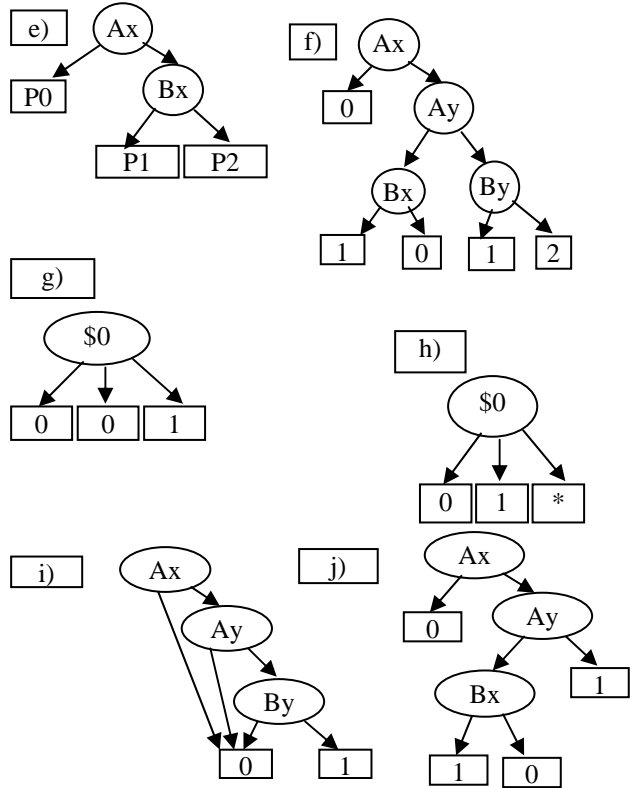 e) Ax
P0 Bx
P1 P2
f) Ax
0 Ay
Bx By
1 0 1 2
g)
$0
0 0 1
h)
$0
0 1 *
i) Ax
Ay
By
0 1
j) Ax
0 Ay
Bx 1
1 0